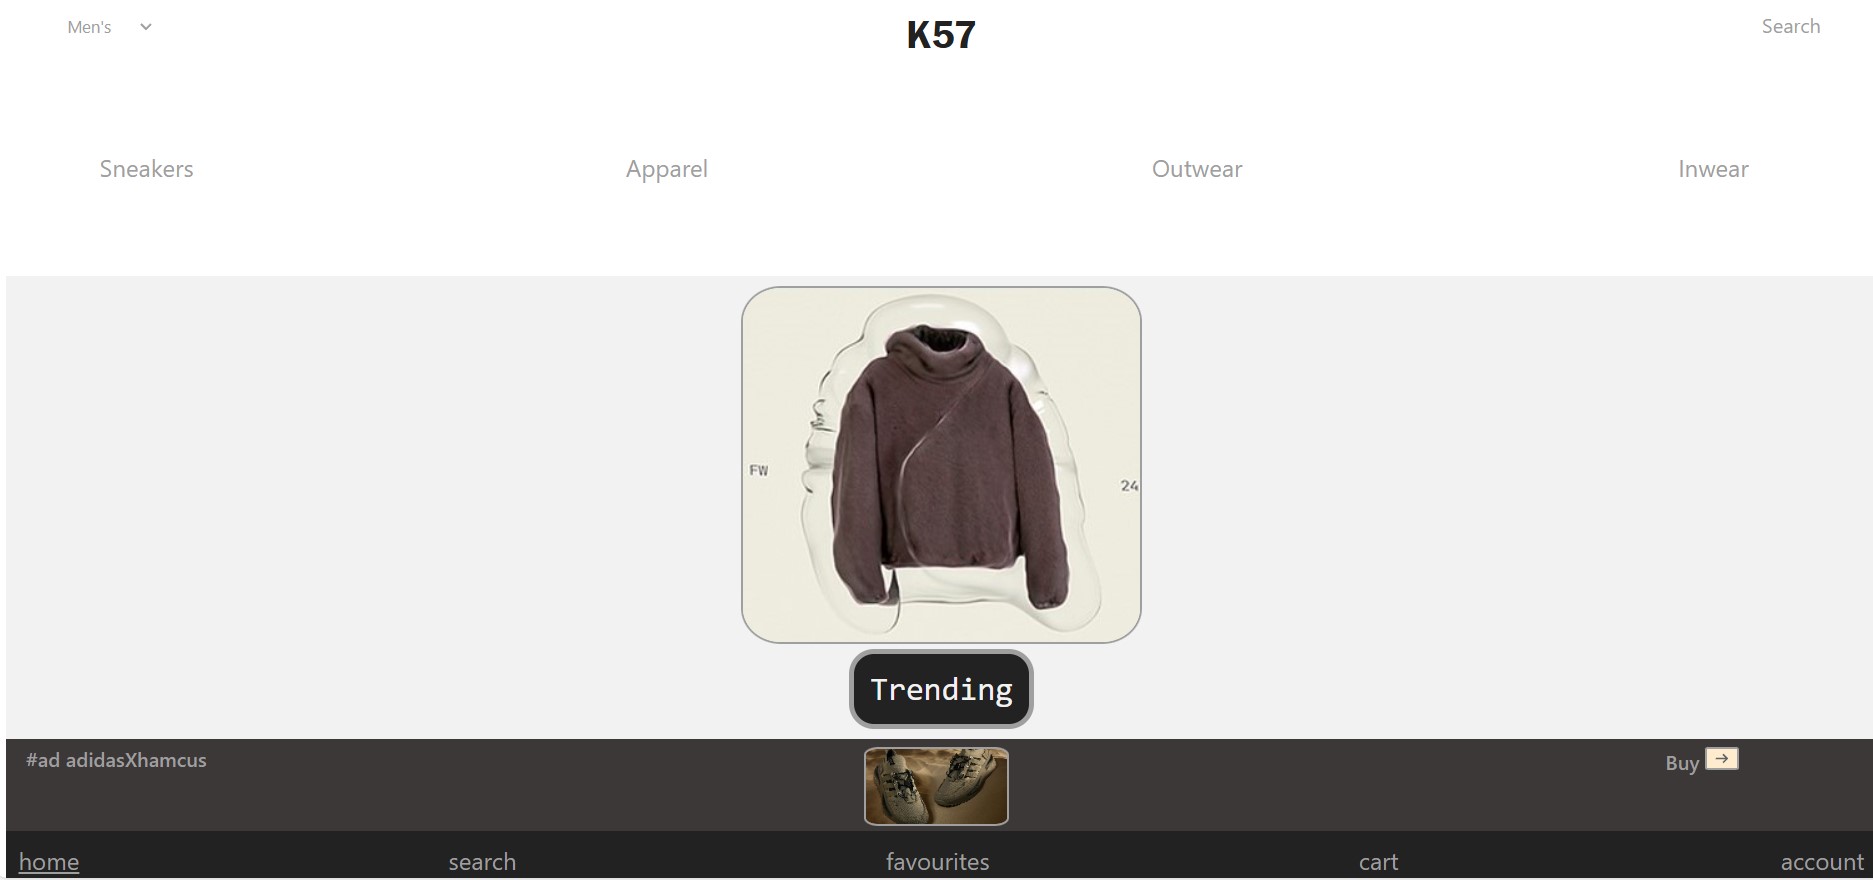 Men's
K57
Search
Sneakers Apparel Outwear Inwear
FW
24
Trending
#ad adidasXhamcus
Buy →
home search favourites cart account